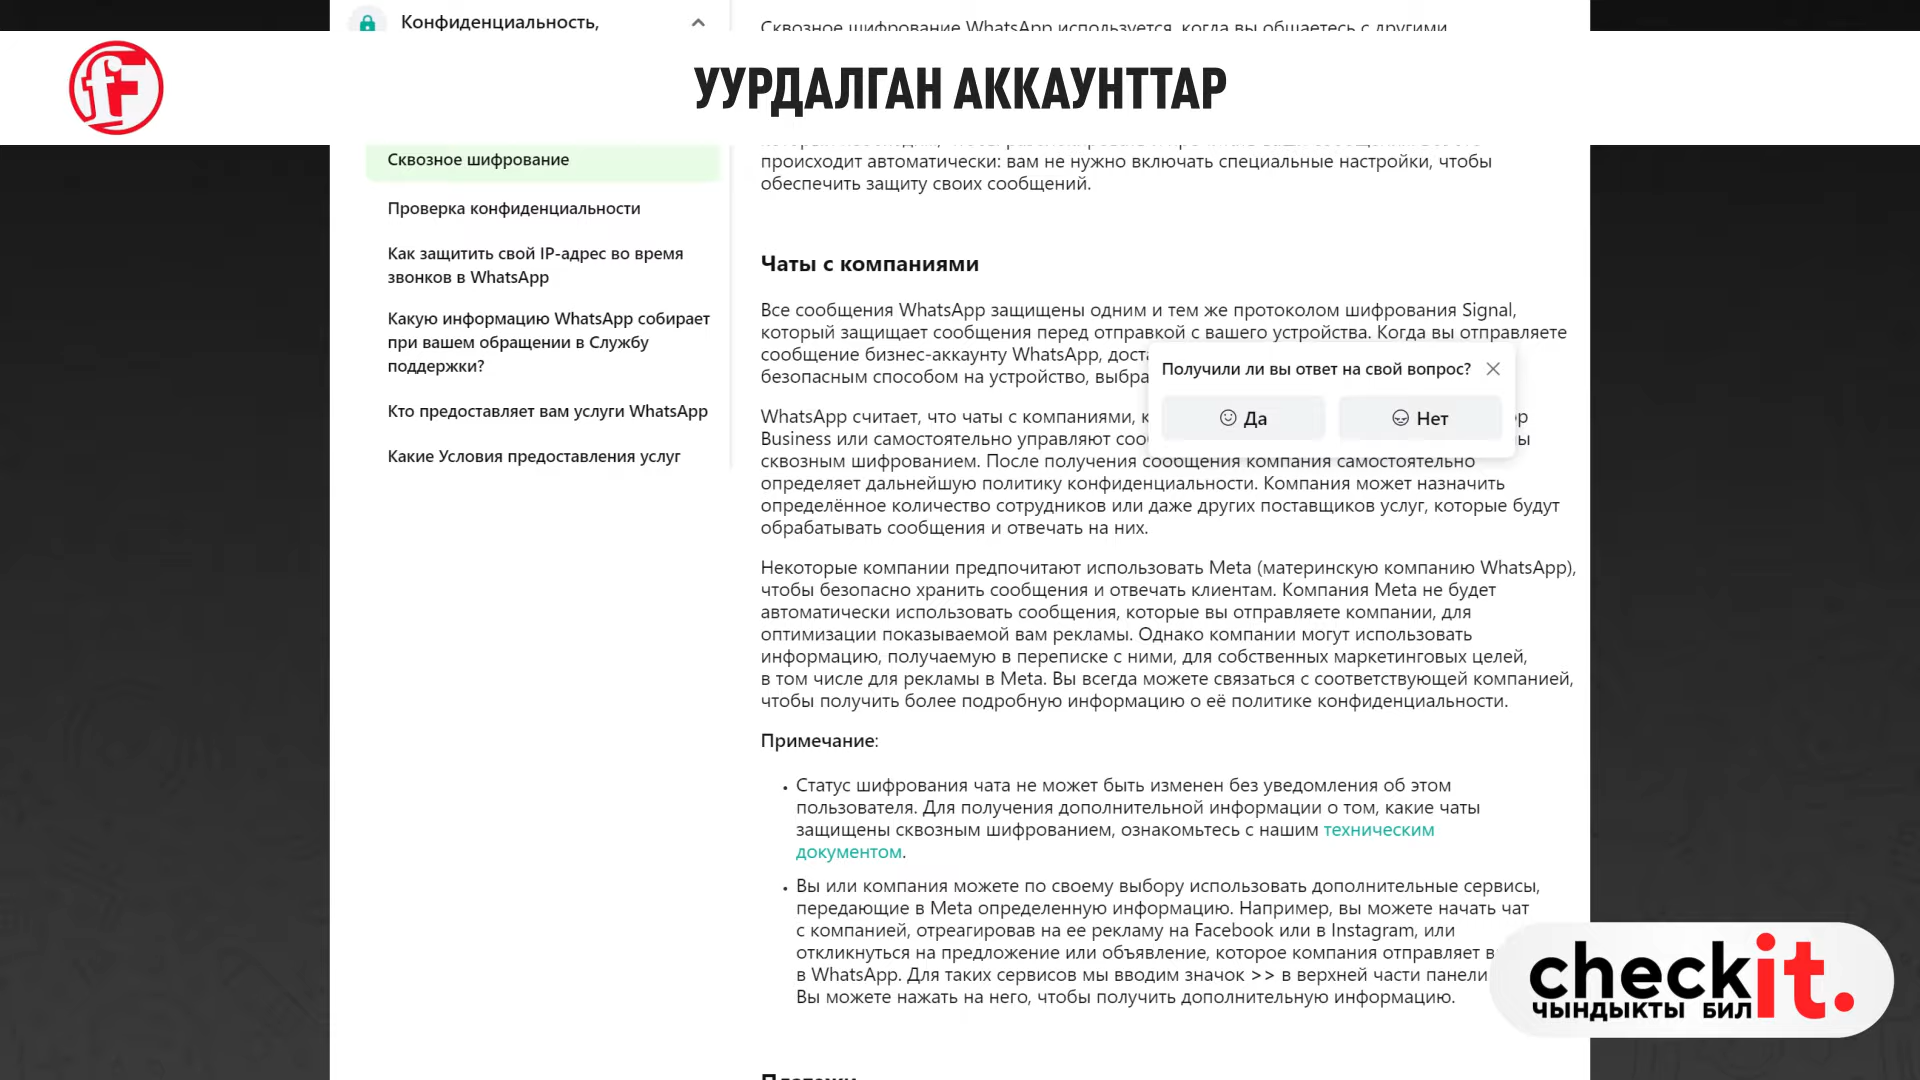 Конфиденциальность,
Сквозное шифрование WhatsApp используется, когда вы общаетесь с другими
УУРДАЛГАН АККАУНТТАР
Сквозное шифрование
Проверка конфиденциальности
Как защитить свой IP-адрес во время
звонков в WhatsApp
Какую информацию WhatsApp собирает
при вашем обращении в Службу
поддержки?
Кто предоставляет вам услуги WhatsApp
Какие Условия предоставления услуг
происходит автоматически: вам не нужно включать специальные настройки, чтобы
обеспечить защиту своих сообщений.
Чаты с компаниями
Все сообщения WhatsApp защищены одним и тем же протоколом шифрования Signal,
который защищает сообщения перед отправкой с вашего устройства. Когда вы отправляете
сообщение бизнес-аккаунту WhatsApp,
безопасным способом на устройство,
WhatsApp считает, что чаты с компаниями,
Business или самостоятельно управляют
сквозным шифрованием. После получения сообщения компания самостоятельно
определяет дальнейшую политику конфиденциальности. Компания может назначить
определённое количество сотрудников или даже других поставщиков услуг, которые будут
обрабатывать сообщения и отвечать на них.
Получили ли вы ответ на свой вопрос?
Да
Нет
Некоторые компании предпочитают использовать Meta (материнскую компанию WhatsApp),
чтобы безопасно хранить сообщения и отвечать клиентам. Компания Meta не будет
автоматически использовать сообщения, которые вы отправляете компании, для
оптимизации показываемой вам рекламы. Однако компании могут использовать
информацию, получаемую в переписке с ними, для собственных маркетинговых целей,
в том числе для рекламы в Meta. Вы всегда можете связаться с соответствующей компанией,
чтобы получить более подробную информацию о её политике конфиденциальности.
Примечание:
• Статус шифрования чата не может быть изменен без уведомления об этом
пользователя. Для получения дополнительной информации о том, какие чаты
защищены сквозным шифрованием, ознакомьтесь с нашим техническим
документом.
• Вы или компания можете по своему выбору использовать дополнительные сервисы,
передающие в Meta определенную информацию. Например, вы можете начать чат
с компанией, отреагировав на ее рекламу на Facebook или в Instagram, или
откликнуться на предложение или объявление, которое компания отправляет
в WhatsApp. Для таких сервисов мы вводим значок >> в верхней части панели
Вы можете нажать на него, чтобы получить дополнительную информацию.
checkit.
ЧЫНДЫКТЫ БИЛ